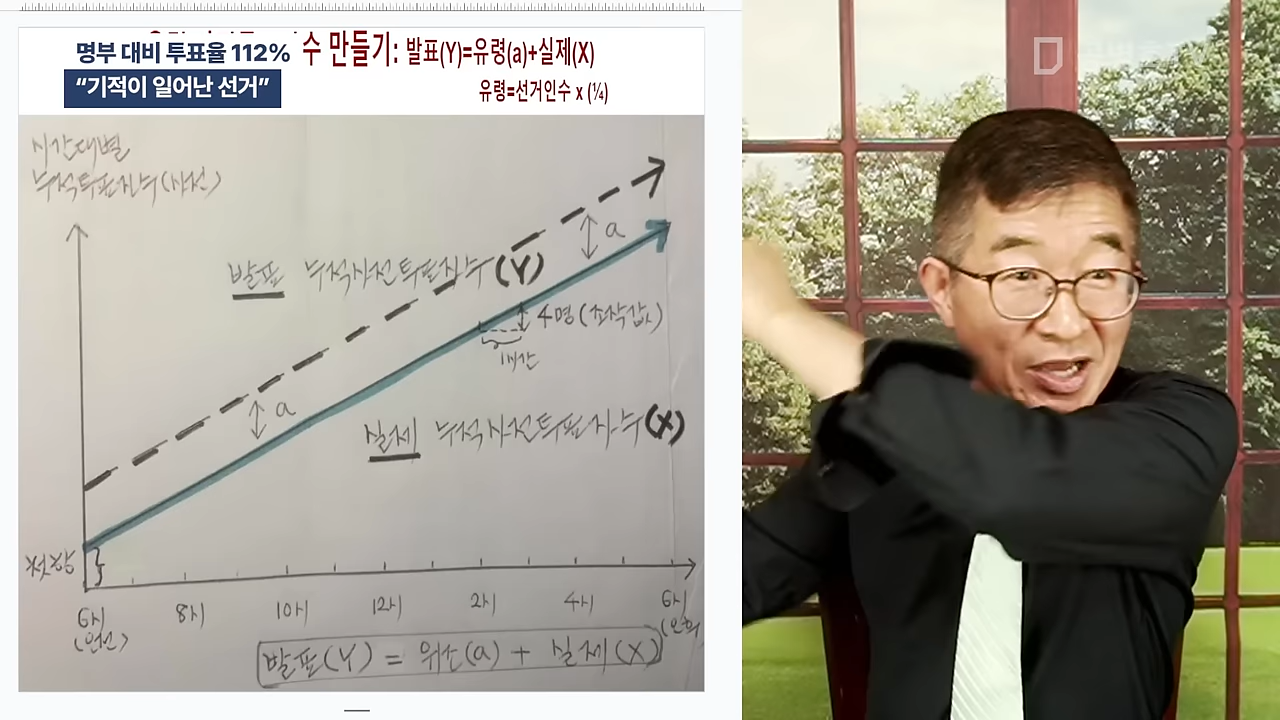 명부 대비 투표율 112%
“기적이 일어난 선거”
수 만들기: 발표(Y)=유령(a)+실제(X)
유령=선거인수 x (¼)
시간대별
누적투표자수(사전)
발표 누적사전투표자수(Y)
a
4명(조작값)
1시간
a
실제 누적사전투표자수(X)
첫값
6시 8시 10시 12시 2시 4시 6시
(오전)
발표(Y) = 위조(a) + 실제(X)